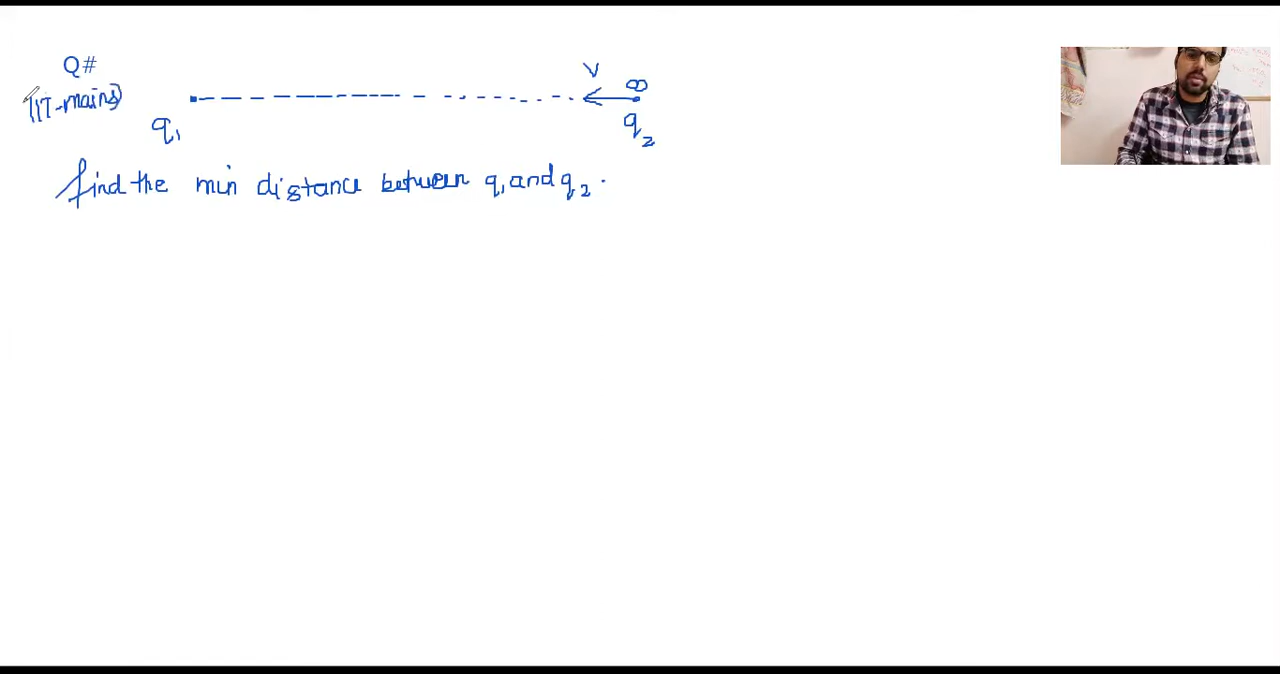 Q#
(IIT-mains)
V
∞
q₁
q₂
find the min distance between q₁ and q₂.